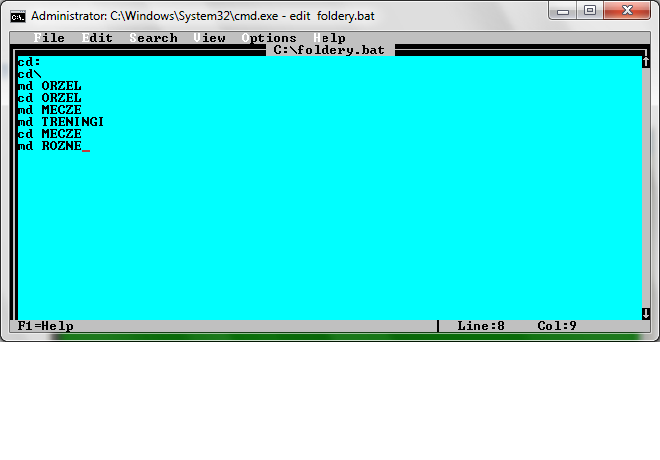 Administrator: C:\Windows\System32\cmd.exe - edit foldery.bat
File Edit Search View Options Help
C:\foldery.bat
cd:
cd\
md ORZEL
cd ORZEL
md MECZE
md TRENINGI
cd MECZE
md ROZNE_
F1=Help Line:8 Col:9